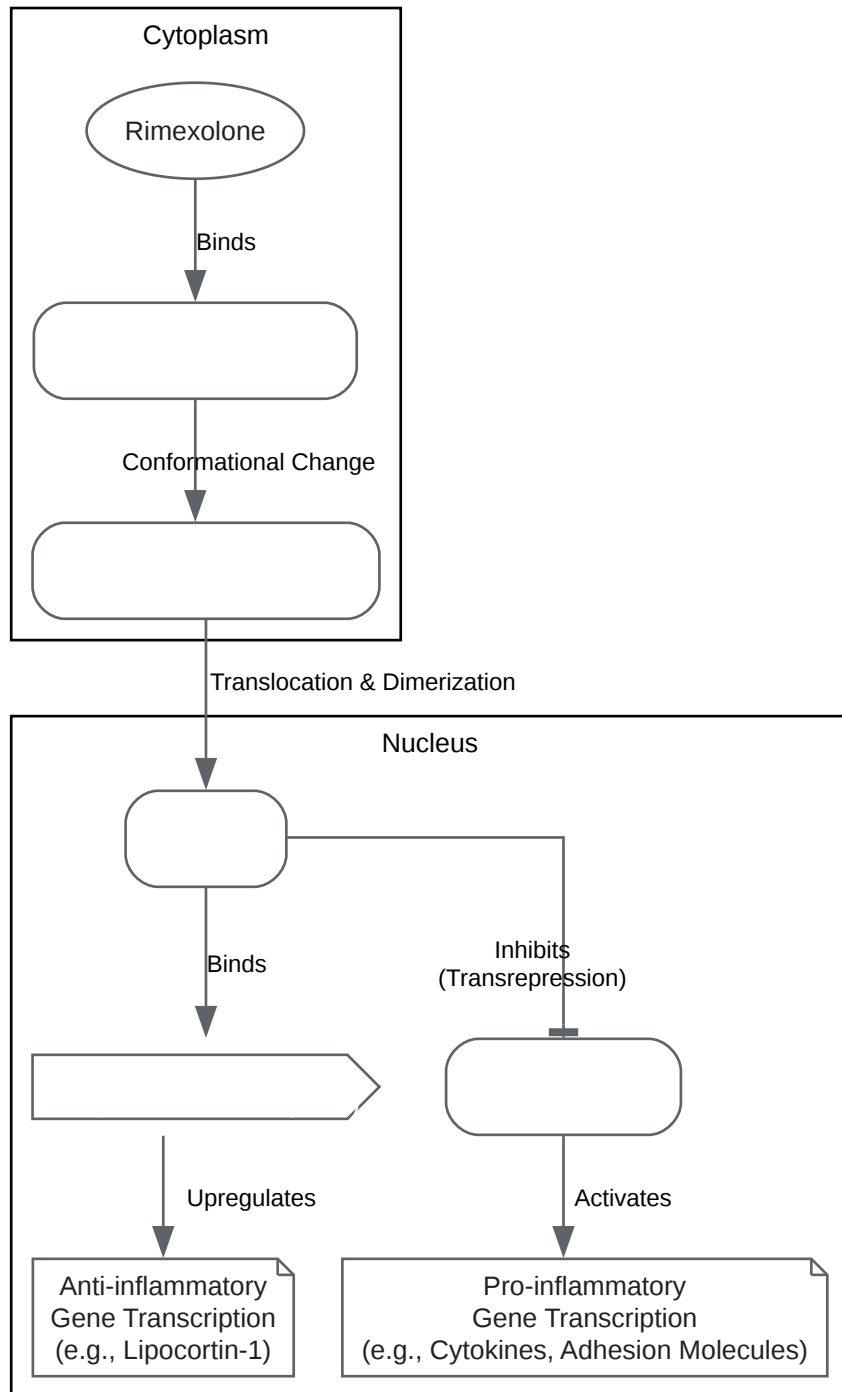 Cytoplasm
Rimexolone
Binds
Conformational Change
Translocation & Dimerization
Nucleus
Binds
Inhibits
(Transrepression)
Upregulates
Activates
Anti-inflammatory
Gene Transcription
(e.g., Lipocortin-1)
Pro-inflammatory
Gene Transcription
(e.g., Cytokines, Adhesion Molecules)